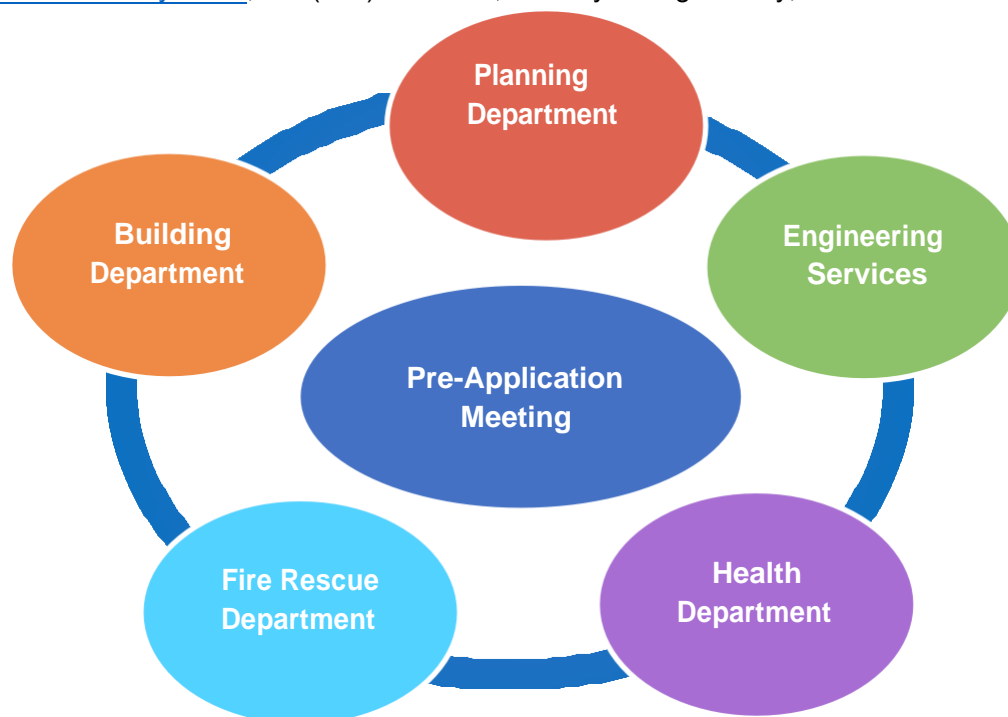 Planning
Department
Building
Department
Engineering
Services
Pre-Application
Meeting
Fire Rescue
Department
Health
Department